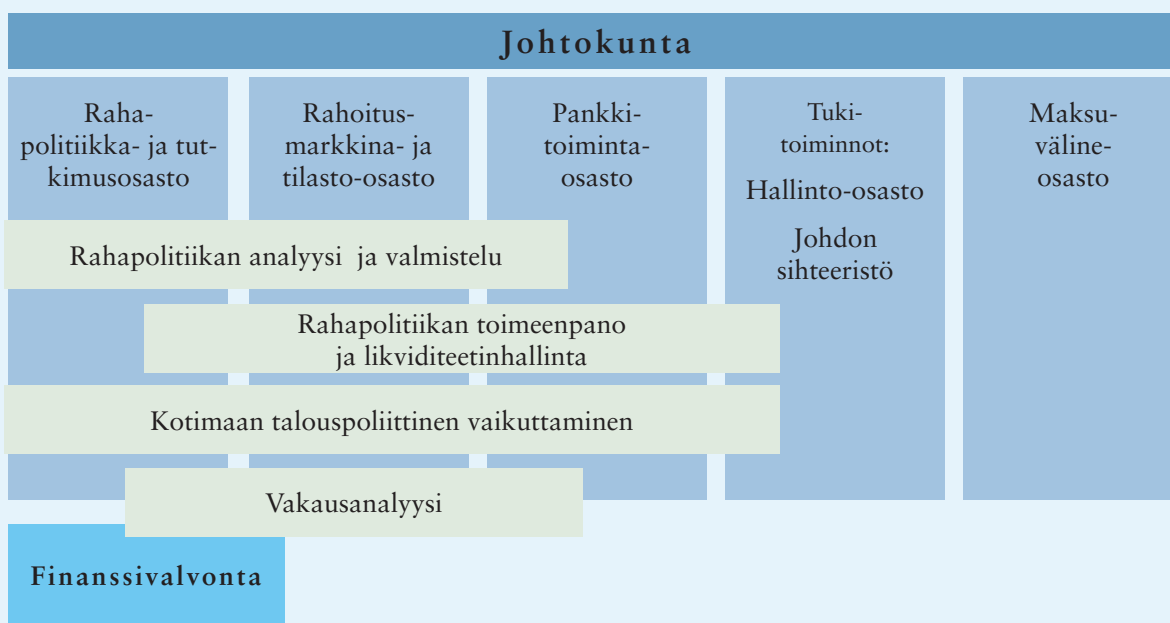 Johtokunta
Raha-
politiikka- ja tut-
kimusosasto
Rahoitus-
markkina- ja
tilasto-osasto
Pankki-
toiminta-
osasto
Tuki-
toiminnot:
Hallinto-osasto
Johdon
sihteeristö
Maksu-
väline-
osasto
Rahapolitiikan analyysi ja valmistelu
Rahapolitiikan toimeenpano
ja likviditeetinhallinta
Kotimaan talouspoliittinen vaikuttaminen
Vakausanalyysi
Finanssivalvonta